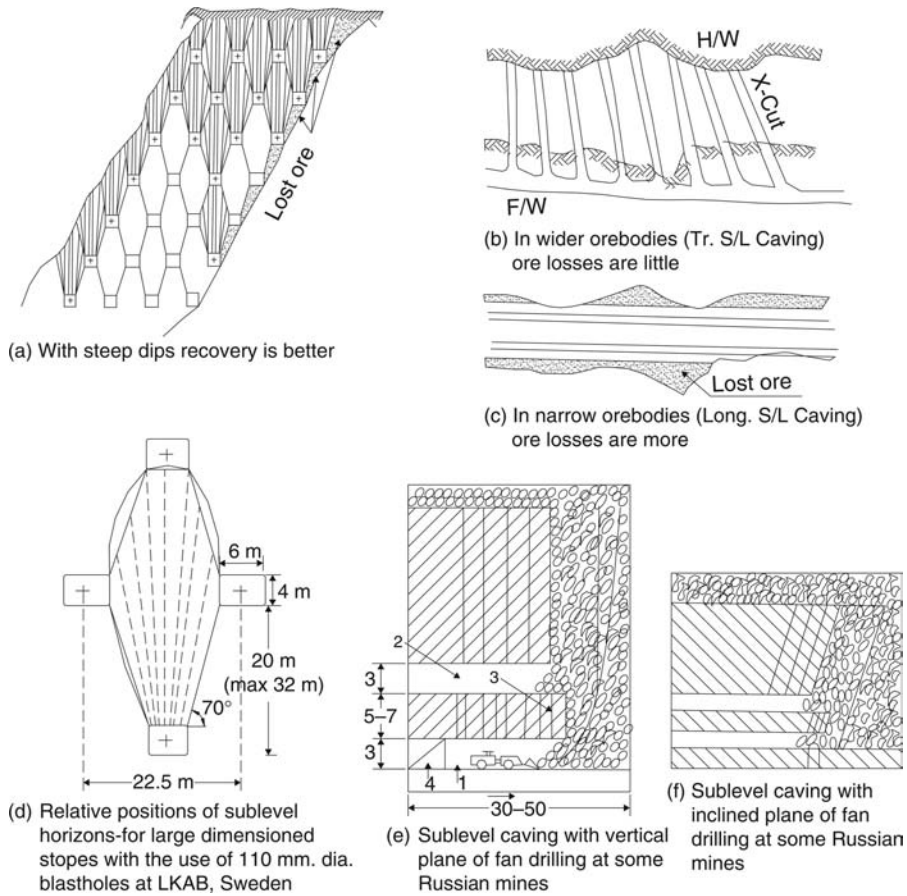 Lost ore
(a) With steep dips recovery is better
H/W
X-Cut
F/W
(b) In wider orebodies (Tr. S/L Caving)
ore losses are little
Lost ore
(c) In narrow orebodies (Long. S/L Caving)
ore losses are more
6 m
4 m
20 m
(max 32 m)
70°
22.5 m
(d) Relative positions of sublevel
horizons-for large dimensioned
stopes with the use of 110 mm. dia.
blastholes at LKAB, Sweden
2
3
3
5–7
3
4
1
30–50
(e) Sublevel caving with vertical
plane of fan drilling at some
Russian mines
(f) Sublevel caving with
inclined plane of fan
drilling at some Russian
mines